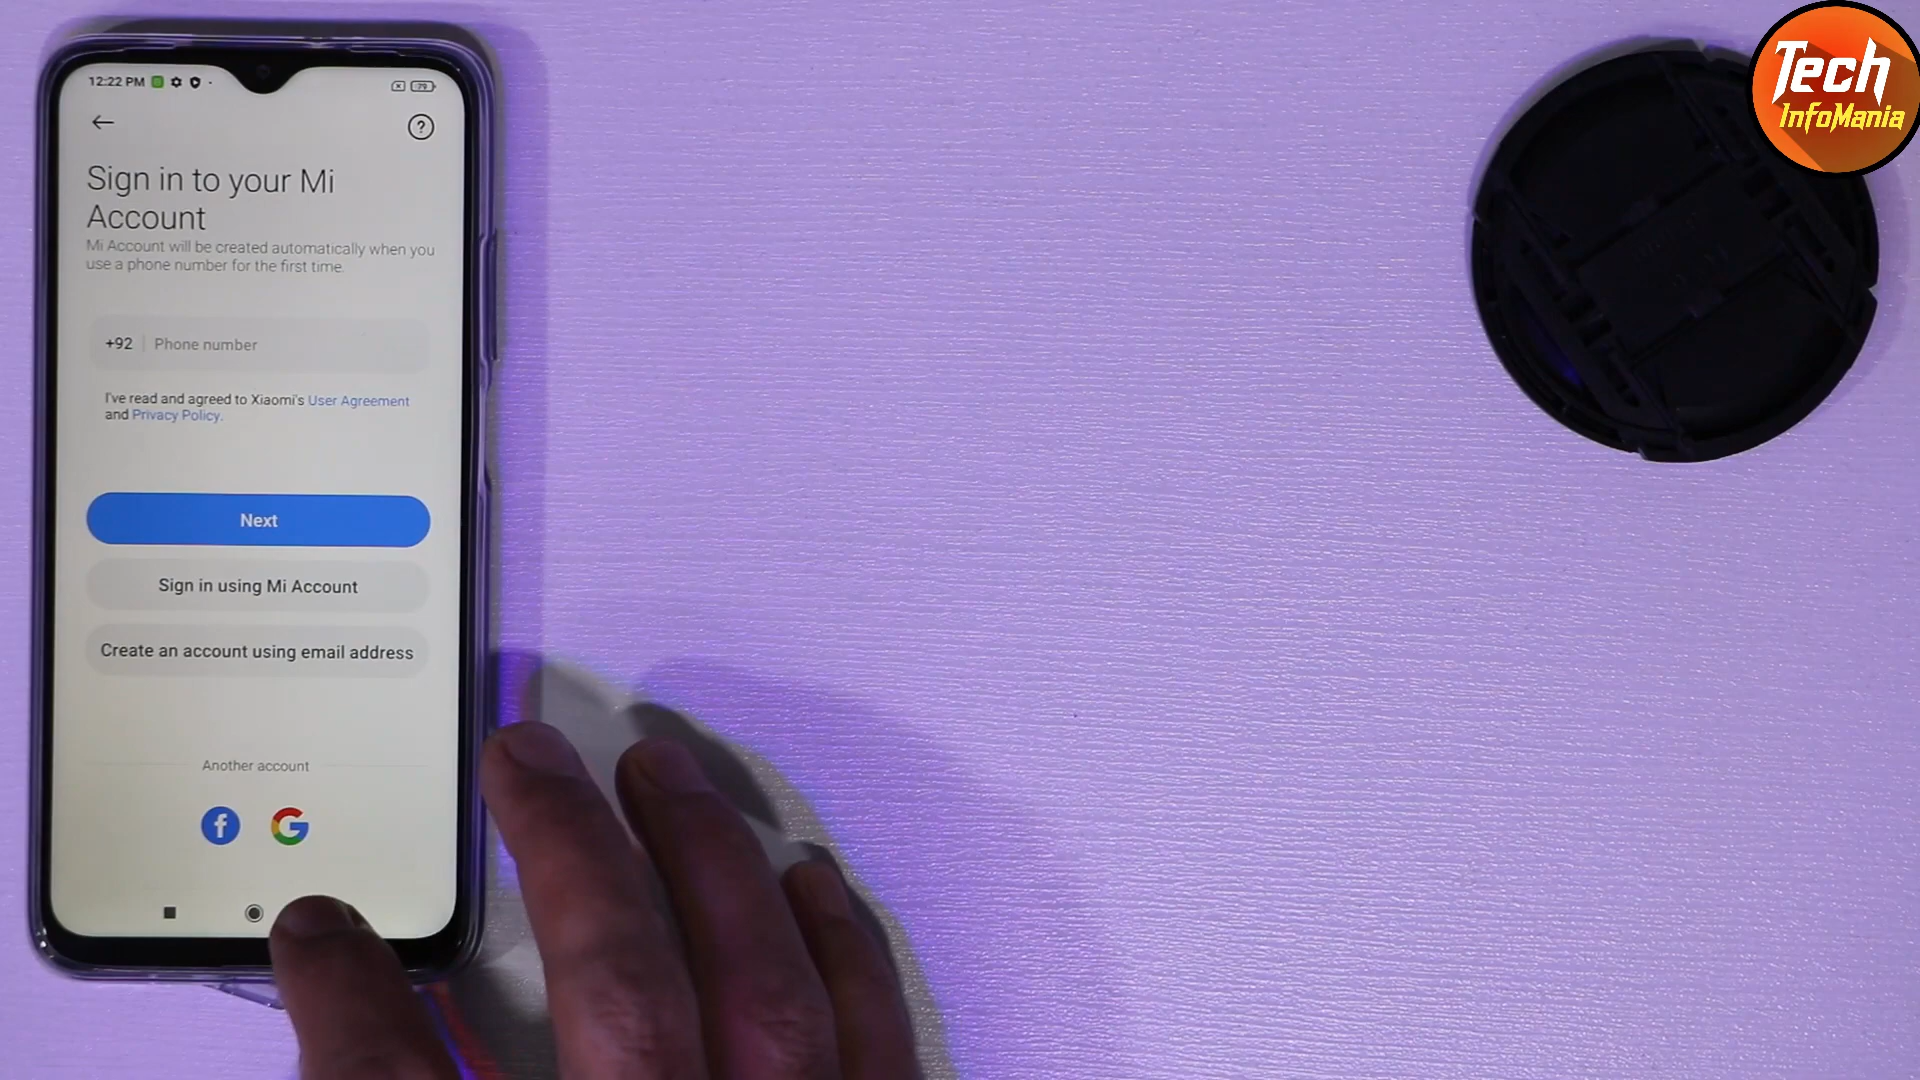 12:22 PM
79
?
Sign in to your Mi
Account
Mi Account will be created automatically when you
use a phone number for the first time.
+92 Phone number
I've read and agreed to Xiaomi's User Agreement
and Privacy Policy.
Next
Sign in using Mi Account
Create an account using email address
Another account
f G
Tech
InfoMania